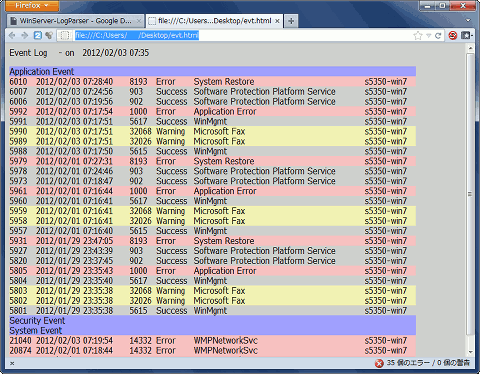 Firefox
WinServer-LogParser - Google D...
file:///C:/Users...Desktop/evt.html
file:///C:/Users/ /Desktop/evt.html
Event Log - on 2012/02/03 07:35
Application Event
6010 2012/02/03 07:28:40 8193 Error System Restore s5350-win7
6007 2012/02/03 07:24:56 903 Success Software Protection Platform Service s5350-win7
6006 2012/02/03 07:19:56 902 Success Software Protection Platform Service s5350-win7
5992 2012/02/03 07:17:54 1000 Error Application Error s5350-win7
5991 2012/02/03 07:17:51 5617 Success WinMgmt s5350-win7
5990 2012/02/03 07:17:51 32068 Warning Microsoft Fax s5350-win7
5989 2012/02/03 07:17:51 32026 Warning Microsoft Fax s5350-win7
5988 2012/02/03 07:17:50 5615 Success WinMgmt s5350-win7
5979 2012/02/01 07:27:31 8193 Error System Restore s5350-win7
5978 2012/02/01 07:24:46 903 Success Software Protection Platform Service s5350-win7
5973 2012/02/01 07:18:47 902 Success Software Protection Platform Service s5350-win7
5961 2012/02/01 07:16:44 1000 Error Application Error s5350-win7
5960 2012/02/01 07:16:41 5617 Success WinMgmt s5350-win7
5959 2012/02/01 07:16:41 32068 Warning Microsoft Fax s5350-win7
5958 2012/02/01 07:16:41 32026 Warning Microsoft Fax s5350-win7
5957 2012/02/01 07:16:40 5615 Success WinMgmt s5350-win7
5931 2012/01/29 23:47:05 8193 Error System Restore s5350-win7
5927 2012/01/29 23:43:39 903 Success Software Protection Platform Service s5350-win7
5820 2012/01/29 23:37:45 902 Success Software Protection Platform Service s5350-win7
5805 2012/01/29 23:35:43 1000 Error Application Error s5350-win7
5804 2012/01/29 23:35:40 5617 Success WinMgmt s5350-win7
5803 2012/01/29 23:35:38 32068 Warning Microsoft Fax s5350-win7
5802 2012/01/29 23:35:38 32026 Warning Microsoft Fax s5350-win7
5801 2012/01/29 23:35:38 5615 Success WinMgmt s5350-win7
Security Event
System Event
21040 2012/02/03 07:19:54 14332 Error WMPNetworkSvc s5350-win7
20874 2012/02/01 07:18:44 14332 Error WMPNetworkSvc s5350-win7
35 個のエラー / 0 個の警告